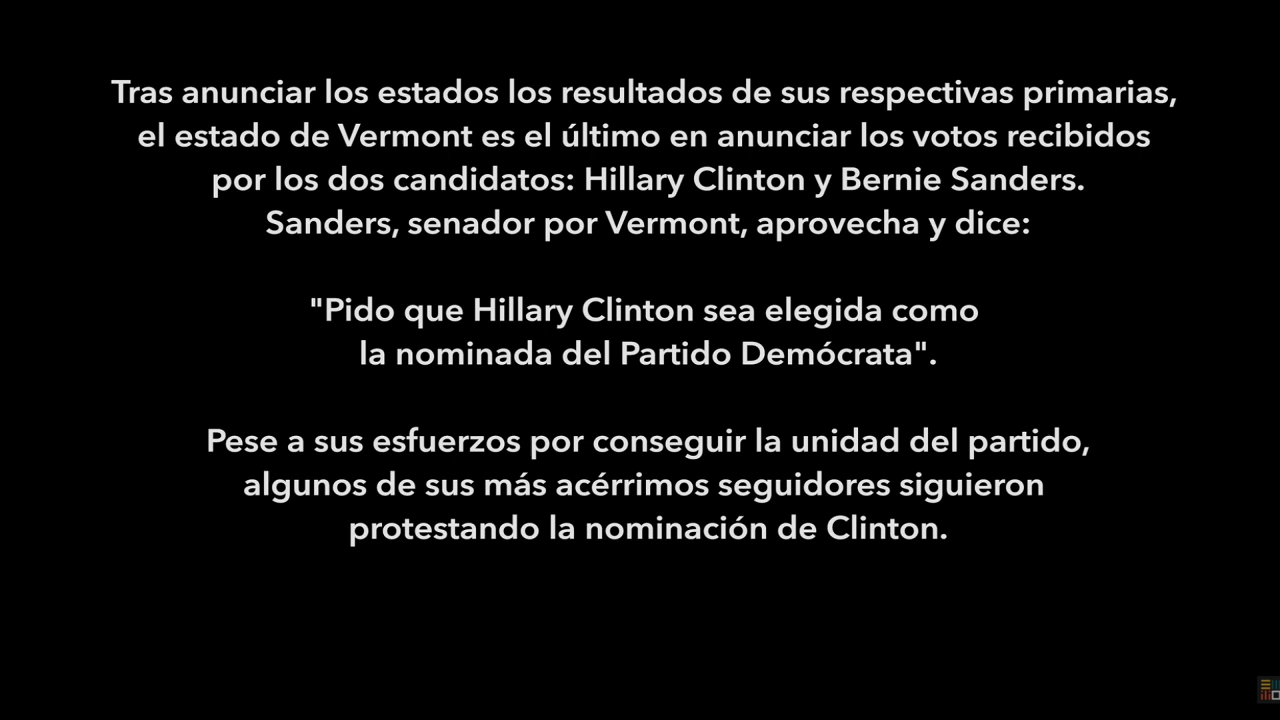 Tras anunciar los estados los resultados de sus respectivas primarias,
el estado de Vermont es el último en anunciar los votos recibidos
por los dos candidatos: Hillary Clinton y Bernie Sanders.
Sanders, senador por Vermont, aprovecha y dice:
"Pido que Hillary Clinton sea elegida como
la nominada del Partido Demócrata".
Pese a sus esfuerzos por conseguir la unidad del partido,
algunos de sus más acérrimos seguidores siguieron
protestando la nominación de Clinton.